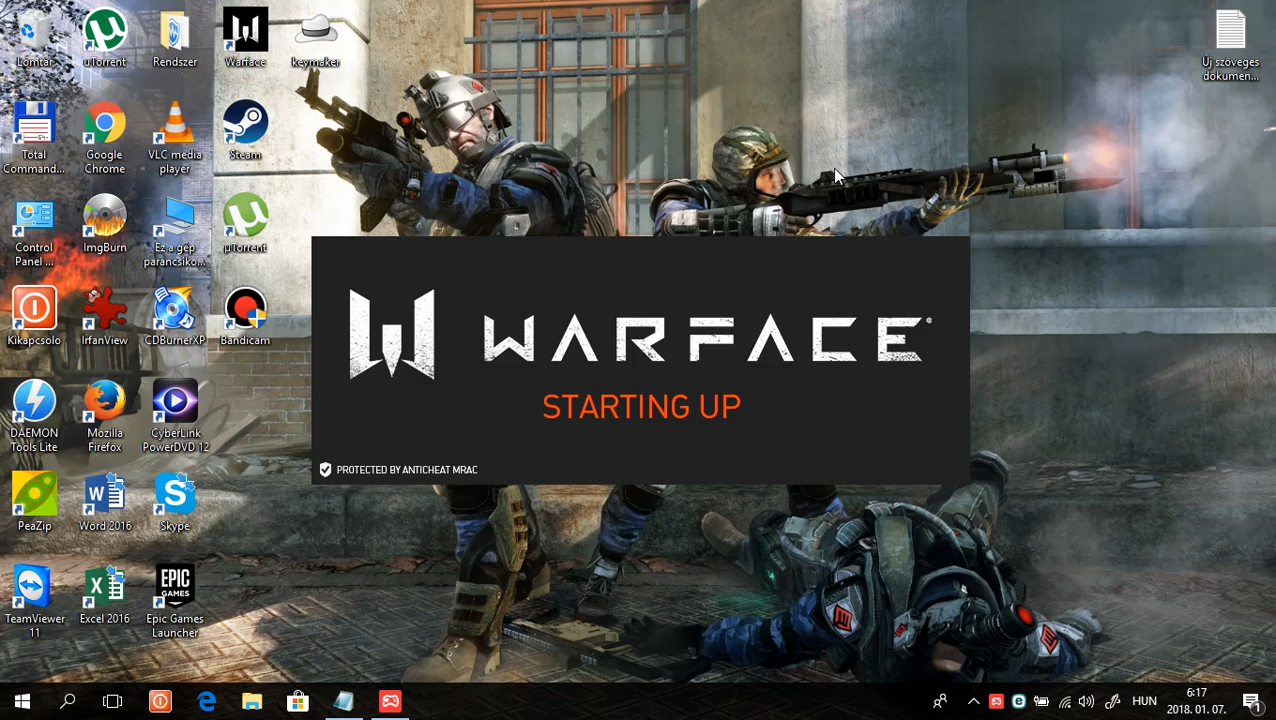 Lomtár
µTorrent
Rendszer
Warface
keymaker
Új szöveges
dokumen...
64-
Total
Command...
Google
Chrome
VLC media
player
Steam
Control
Panel ...
ImgBurn
Ez a gép
parancsiko...
µTorrent
Kikapcsolo
IrfanView
CDBurnerXP
Bandicam
WARFACE®
STARTING UP
PROTECTED BY ANTICHEAT MRAC
DAEMON
Tools Lite
Mozilla
Firefox
CyberLink
PowerDVD 12
PeaZip
Word 2016
Skype
EPIC
GAMES
TeamViewer
11
Excel 2016
Epic Games
Launcher
HUN
6:17
2018. 01. 07.
1